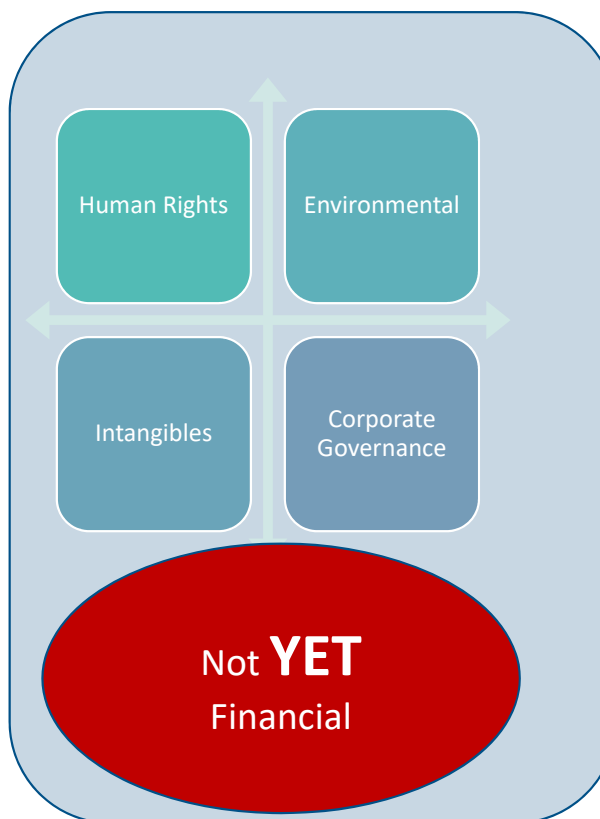 Human Rights
Environmental
Intangibles
Corporate
Governance
Not YET
Financial